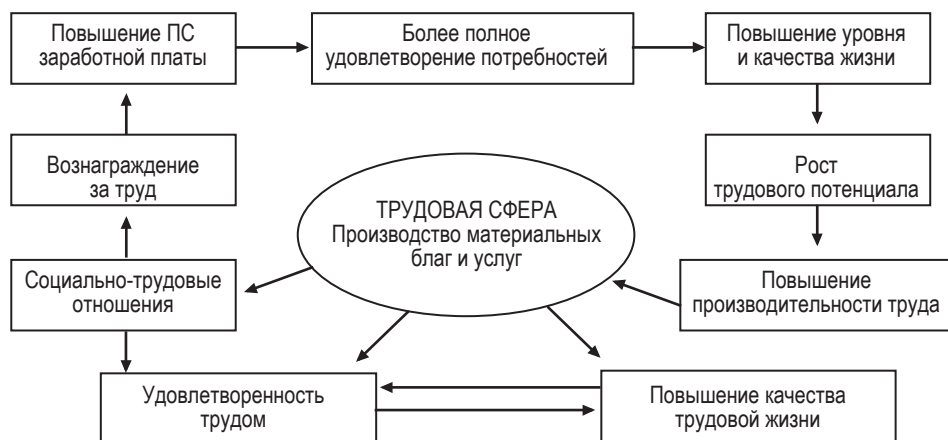 Повышение ПС
заработной платы
Более полное
удовлетворение потребностей
Повышение уровня
и качества жизни
Вознаграждение
за труд
Рост
трудового потенциала
ТРУДОВАЯ СФЕРА
Производство материальных
благ и услуг
Социально-трудовые
отношения
Повышение
производительности труда
Удовлетворенность
трудом
Повышение качества
трудовой жизни